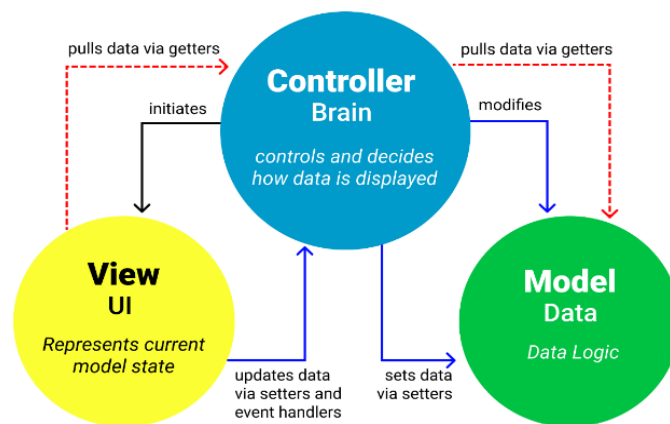 pulls data via getters
pulls data via getters
Controller
Brain
controls and decides
how data is displayed
initiates
modifies
View
UI
Represents current
model state
Model
Data
Data Logic
updates data
via setters and
event handlers
sets data
via setters